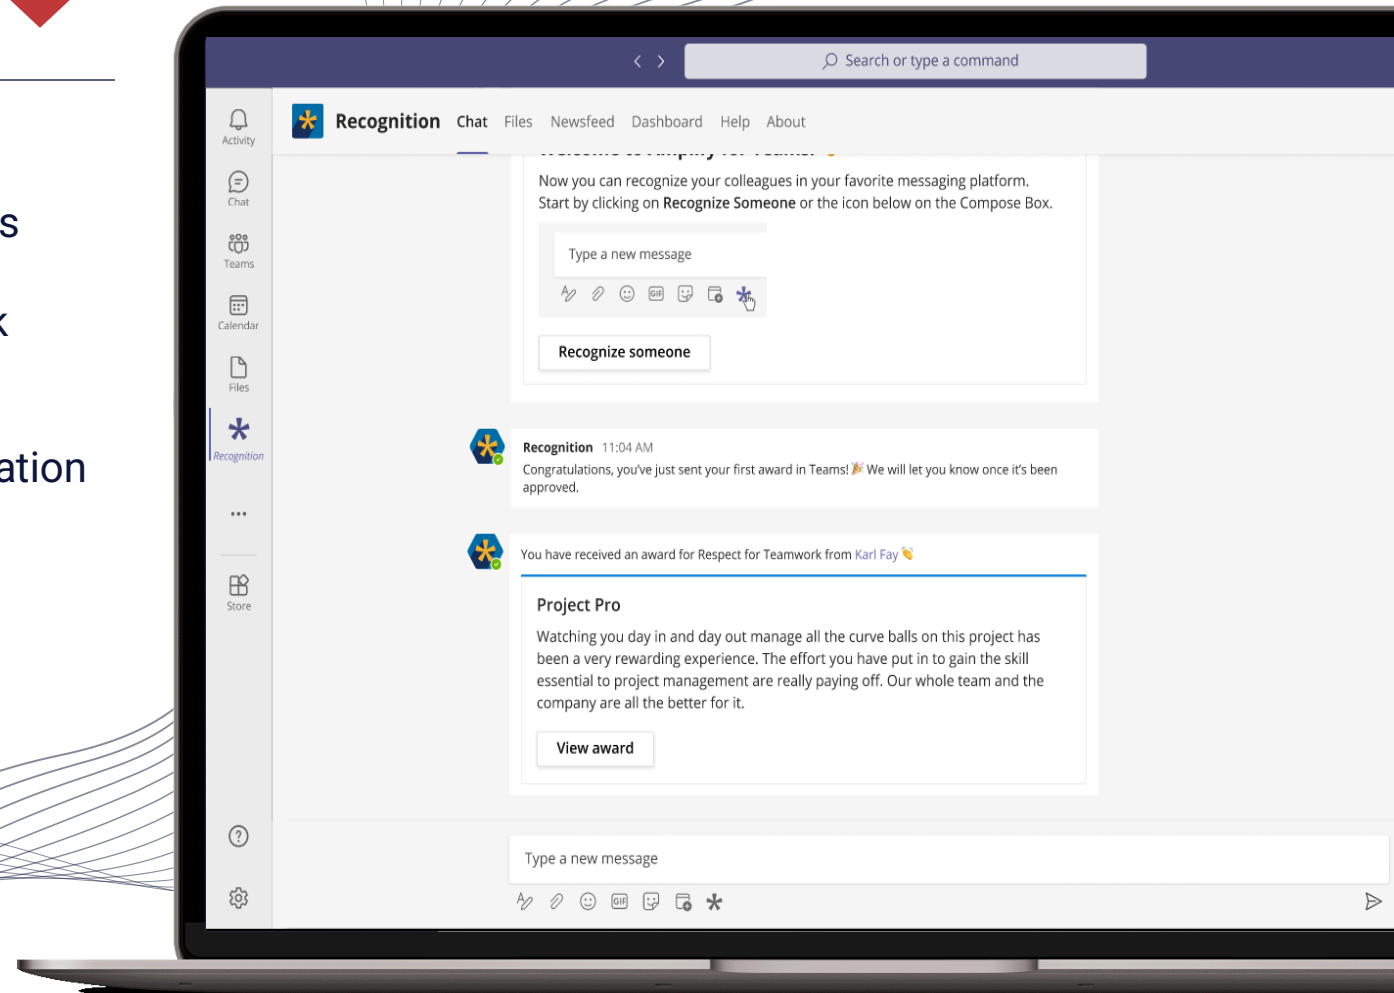 s
k
ation
Search or type a command
Activity
Chat
Teams
Calendar
Files
Recognition
Store
Recognition Chat Files Newsfeed Dashboard Help About
Welcome to Amplify for Teams!
Now you can recognize your colleagues in your favorite messaging platform.
Start by clicking on Recognize Someone or the icon below on the Compose Box.
Type a new message
GIF
Recognize someone
Recognition 11:04 AM
Congratulations, you've just sent your first award in Teams! 🎉 We will let you know once it's been
approved.
You have received an award for Respect for Teamwork from Karl Fay 👏
Project Pro
Watching you day in and day out manage all the curve balls on this project has
been a very rewarding experience. The effort you have put in to gain the skill
essential to project management are really paying off. Our whole team and the
company are all the better for it.
View award
Type a new message
GIF